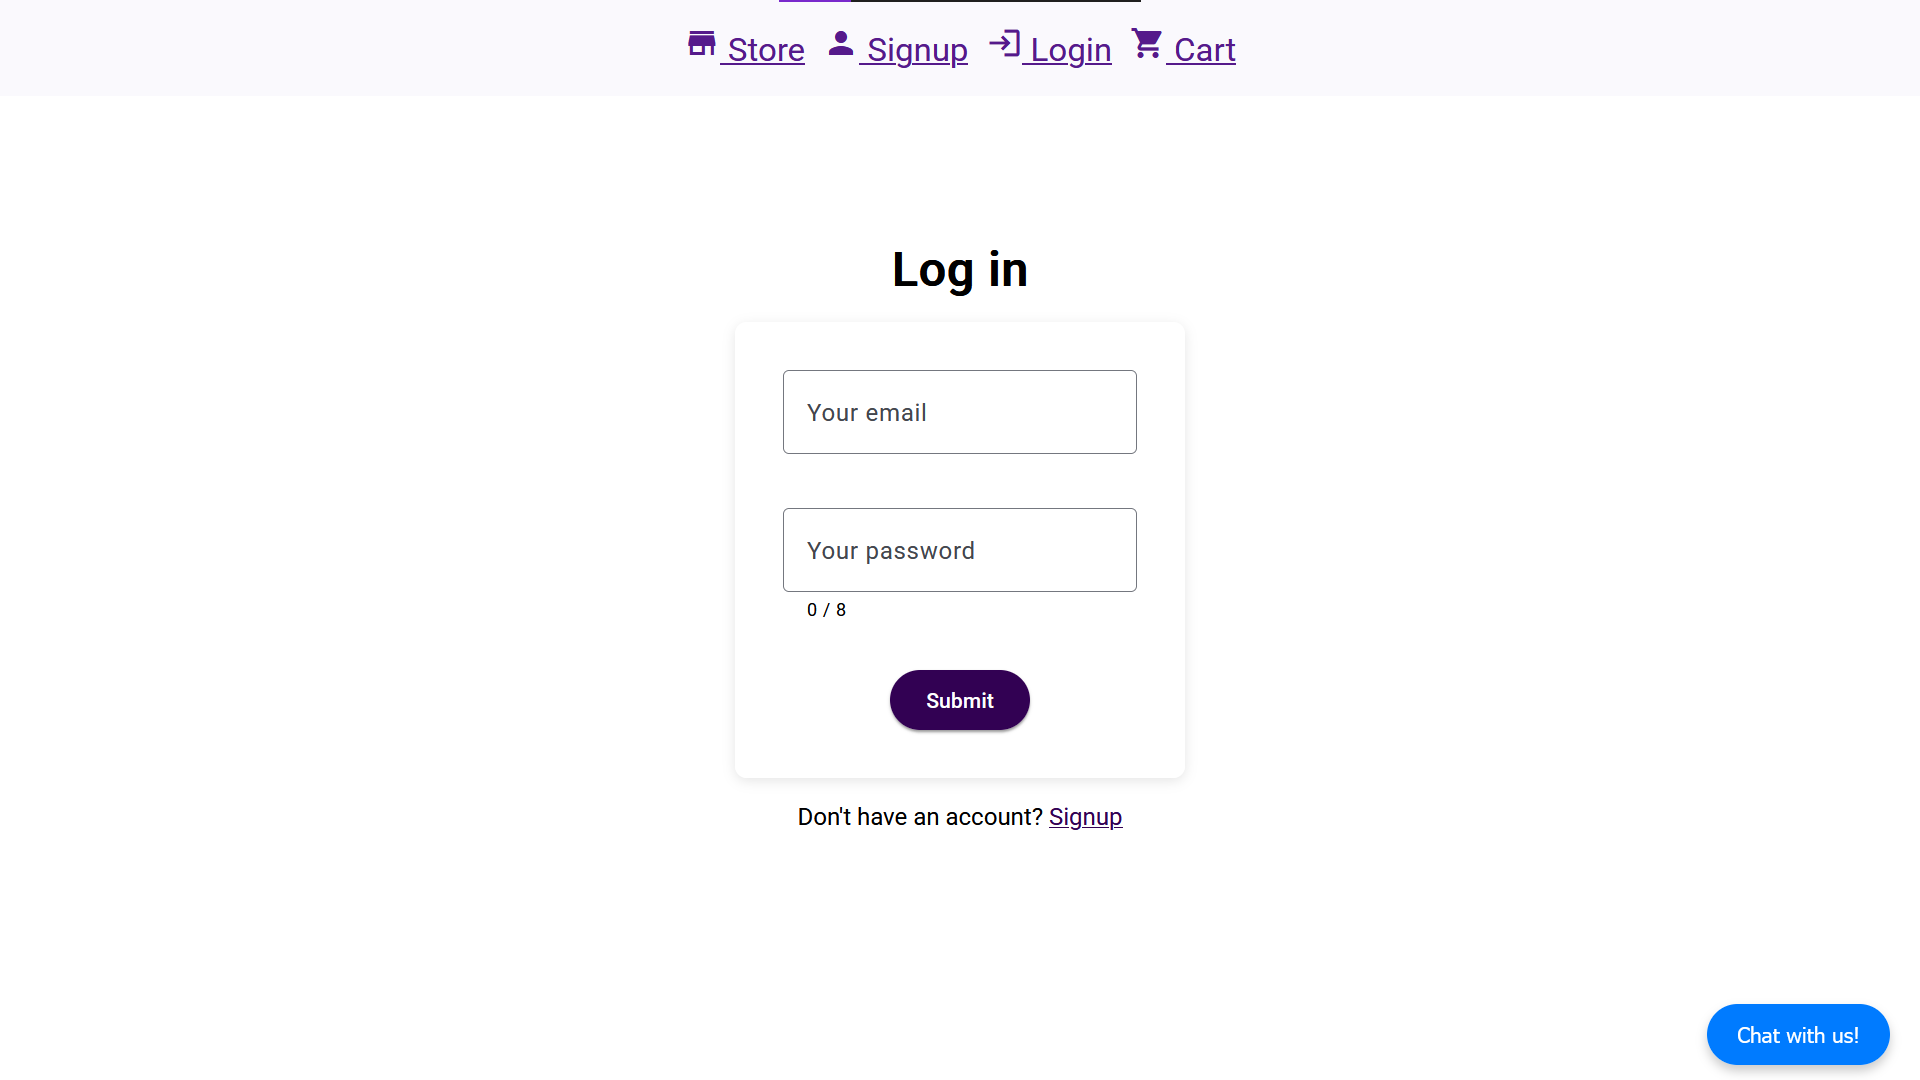 Store Signup Login Cart
Log in
Your email
Your password
0 / 8
Submit
Don't have an account? Signup
Chat with us!